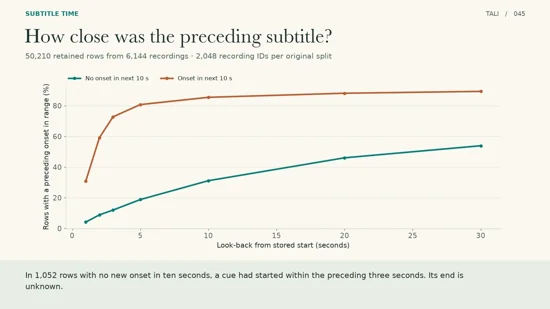 SUBTITLE TIME
TALI / 045
How close was the preceding subtitle?
50,210 retained rows from 6,144 recordings · 2,048 recording IDs per original split
No onset in next 10 s
Onset in next 10 s
Rows with a preceding onset in range (%)
80
60
40
20
0
0 5 10 15 20 25 30
Look-back from stored start (seconds)
In 1,052 rows with no new onset in ten seconds, a cue had started within the preceding three seconds. Its end is
unknown.